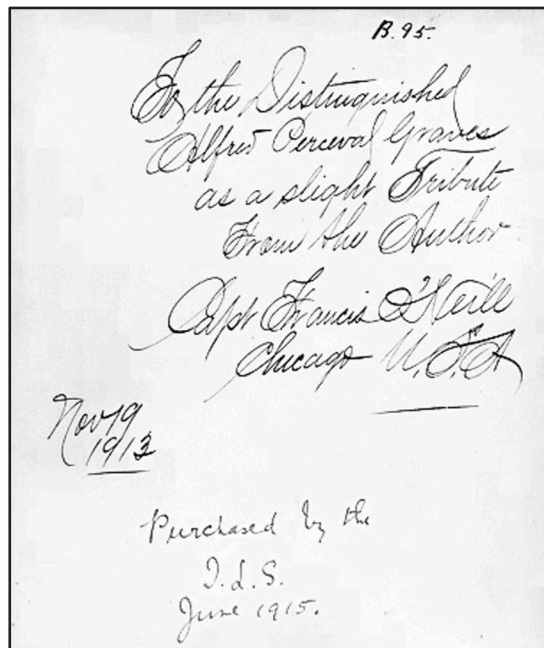 B.95.
To the Distinguished
Alfred Perceval Graves
as a slight Tribute
From the Author
Capt Francis O'Neill
Chicago U.S.A
Nov 19
1913
Purchased by the
I.L.S.
June 1915.